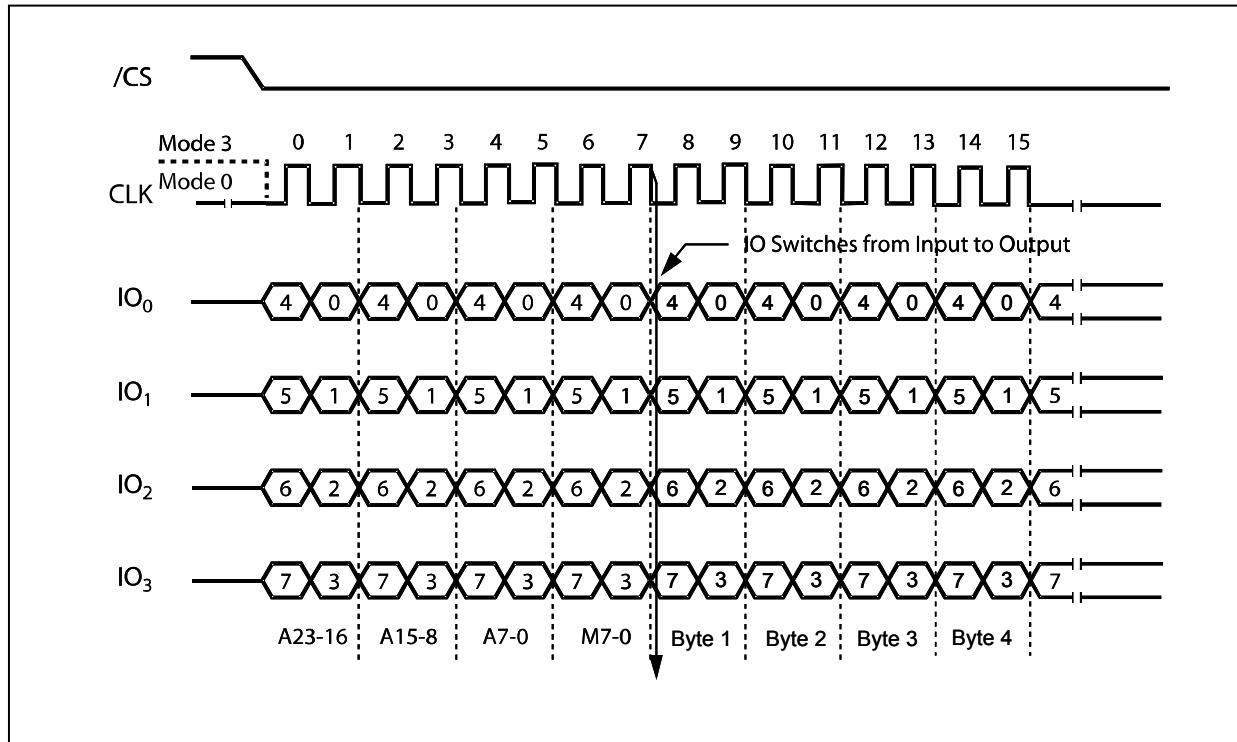 /CS
Mode 3
0 1 2 3 4 5 6 7 8 9 10 11 12 13 14 15
Mode 0
CLK
IO Switches from Input to Output
IO0 4 0 4 0 4 0 4 0 4 0 4 0 4 0 4 0 4
IO1 5 1 5 1 5 1 5 1 5 1 5 1 5 1 5 1 5
IO2 6 2 6 2 6 2 6 2 6 2 6 2 6 2 6 2 6
IO3 7 3 7 3 7 3 7 3 7 3 7 3 7 3 7 3 7
A23-16 A15-8 A7-0 M7-0 Byte 1 Byte 2 Byte 3 Byte 4